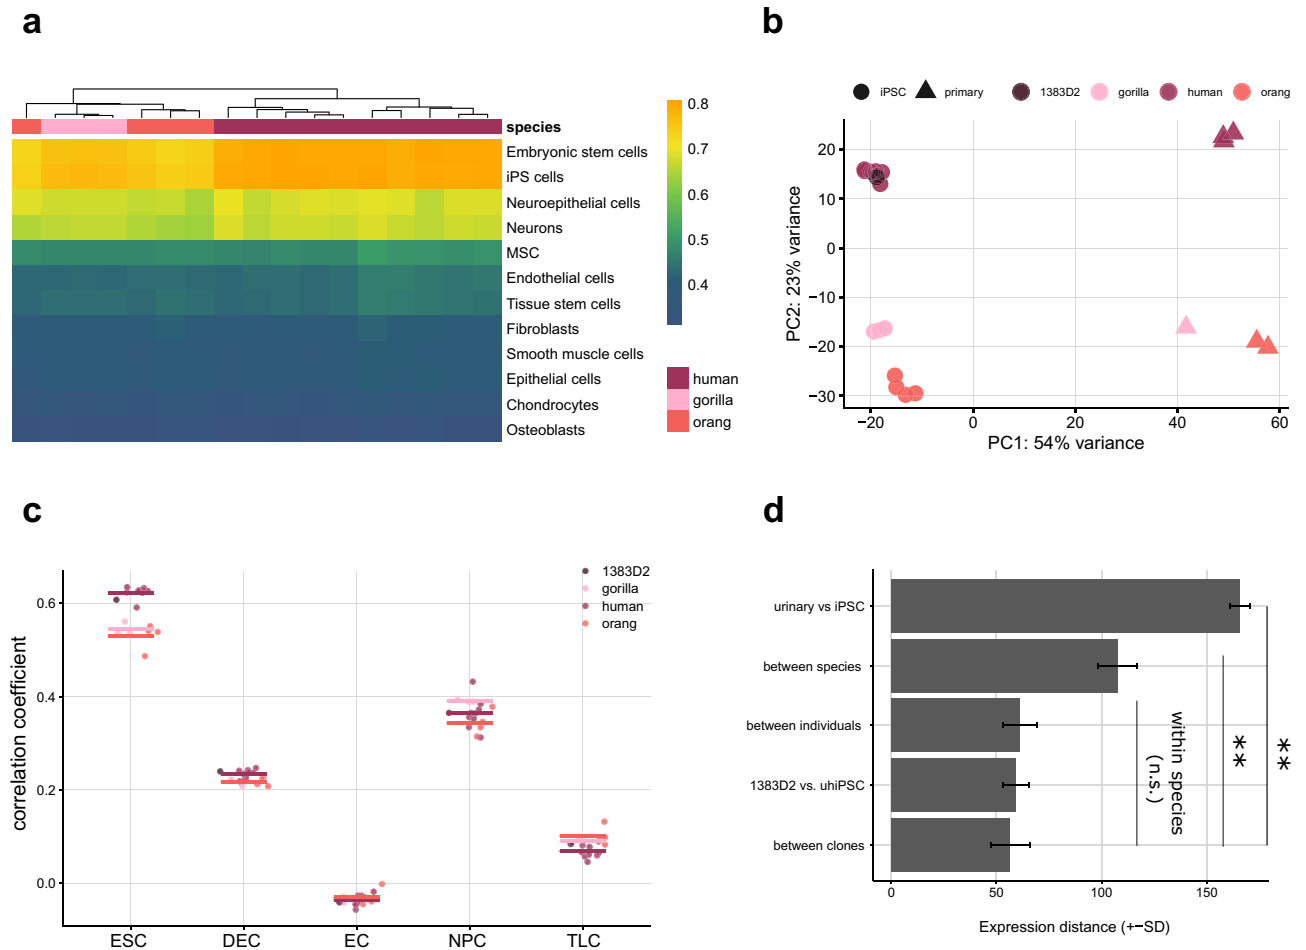 a
species
Embryonic stem cells
iPS cells
Neuroepithelial cells
Neurons
MSC
Endothelial cells
Tissue stem cells
Fibroblasts
Smooth muscle cells
Epithelial cells
Chondrocytes
Osteoblasts
0.8
0.7
0.6
0.5
0.4
human
gorilla
orang
b
iPSC primary 1383D2 gorilla human orang
PC2: 23% variance
20
10
0
−10
−20
−30
−20 0 20 40 60
PC1: 54% variance
c
correlation coefficient
0.6
0.4
0.2
0.0
1383D2
gorilla
human
orang
ESC DEC EC NPC TLC
d
urinary vs iPSC
between species
between individuals
1383D2 vs. uhiPSC
between clones
within species
(n.s.)
**
**
0 50 100 150
Expression distance (+−SD)